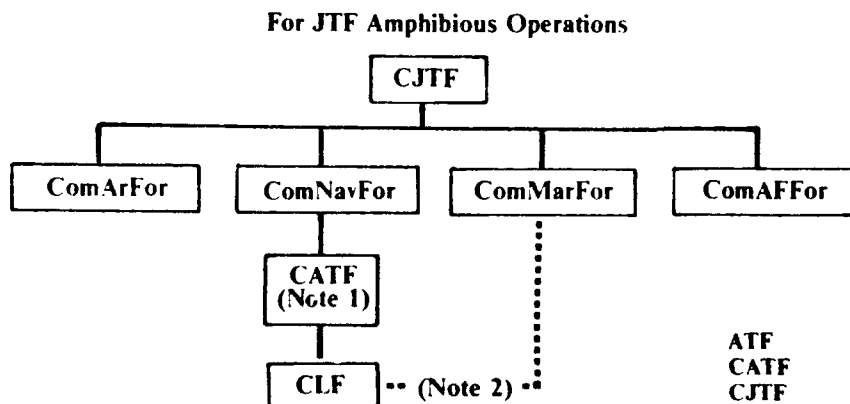 For JTF Amphibious Operations
CJTF
ComArFor ComNavFor ComMarFor ComAFFor
CATF
(Note 1)
CLF (Note 2)
ATF
CATF
CJTF